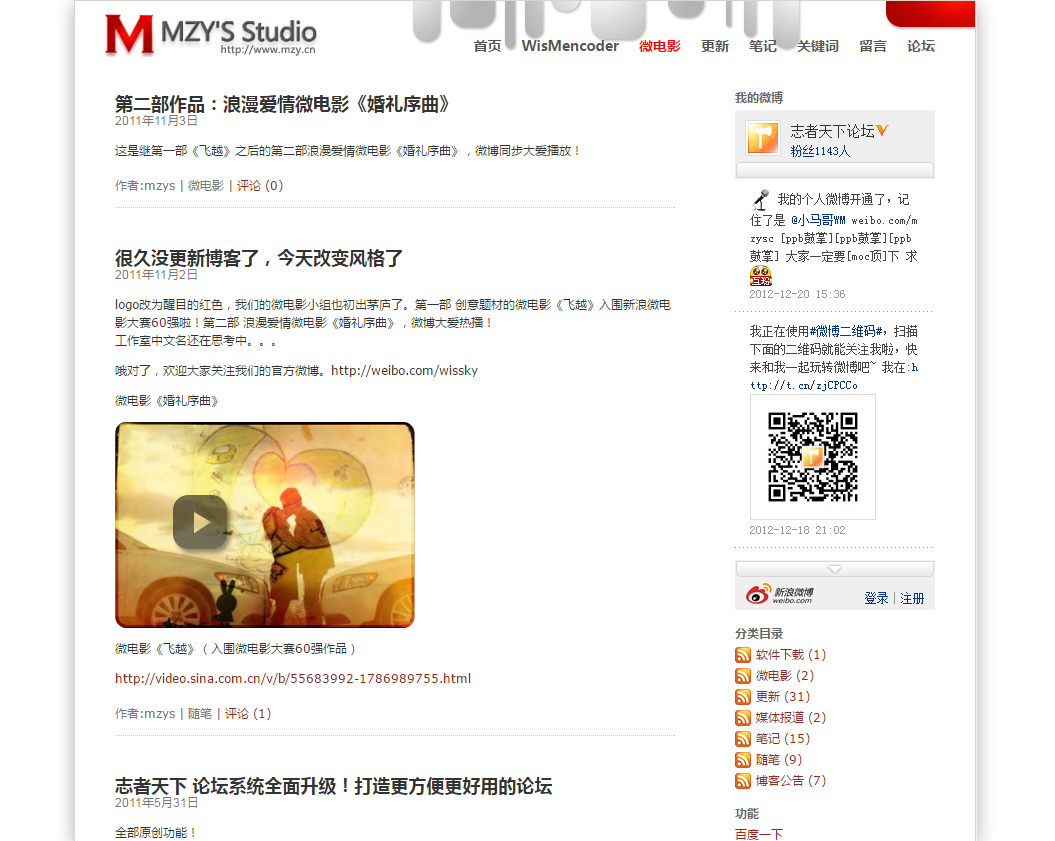 MZY'S Studio
http://www.mzy.cn
首页 WisMencoder 微电影 更新 笔记 关键词 留言 论坛
第二部作品：浪漫爱情微电影《婚礼序曲》
2011年11月3日
这是继第一部《飞越》之后的第二部浪漫爱情微电影《婚礼序曲》，微博同步大爱播放！
作者:mzys | 微电影 | 评论 (0)
很久没更新博客了，今天改变风格了
2011年11月2日
logo改为醒目的红色，我们的微电影小组也初出茅庐了。第一部 创意题材的微电影《飞越》入围新浪微电
影大赛60强啦！第二部 浪漫爱情微电影《婚礼序曲》，微博大爱热播！
工作室中文名还在思考中。。。
哦对了，欢迎大家关注我们的官方微博。http://weibo.com/wissky
微电影《婚礼序曲》
微电影《飞越》（入围微电影大赛60强作品）
http://video.sina.com.cn/v/b/55683992-1786989755.html
作者:mzys | 随笔 | 评论 (1)
志者天下 论坛系统全面升级！打造更方便更好用的论坛
2011年5月31日
全部原创功能！
我的微博
志者天下论坛
粉丝1143人
我的个人微博开通了，记
住了是 @小马哥WM weibo.com/m
zysc [ppb鼓掌][ppb鼓掌][ppb
鼓掌] 大家一定要[moc顶]下 求
互粉
2012-12-20 15:36
我正在使用#微博二维码#，扫描
下面的二维码就能关注我啦，快
来和我一起玩转微博吧~ 我在:h
ttp://t.cn/zjCPCCo
2012-12-18 21:02
新浪微博
weibo.com
登录 | 注册
分类目录
软件下载 (1)
微电影 (2)
更新 (31)
媒体报道 (2)
笔记 (15)
随笔 (9)
博客公告 (7)
功能
百度一下